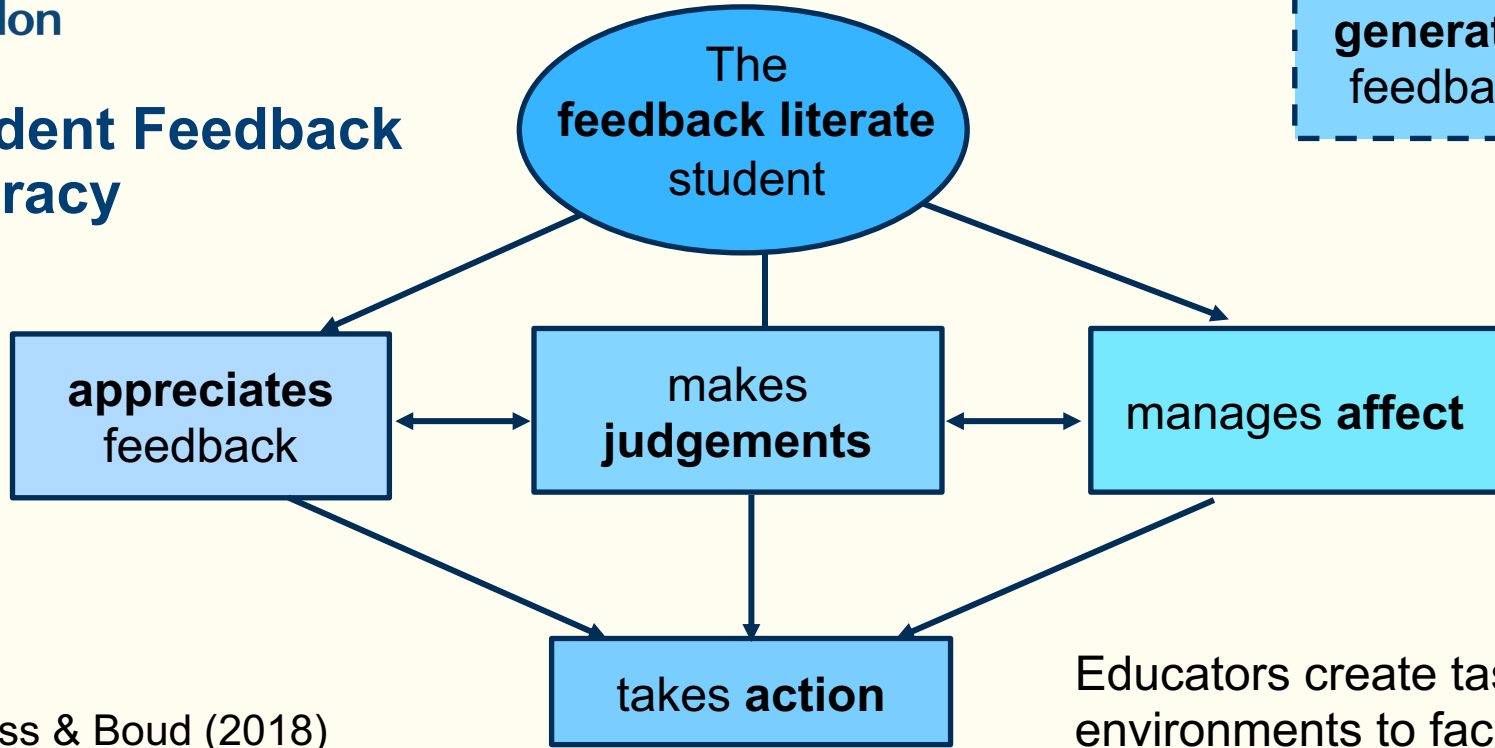 don
dent Feedback
racy
The
feedback literate
student
generat
feedba
appreciates
feedback
makes
judgements
manages affect
takes action
ss & Boud (2018)
Educators create tas
environments to fac